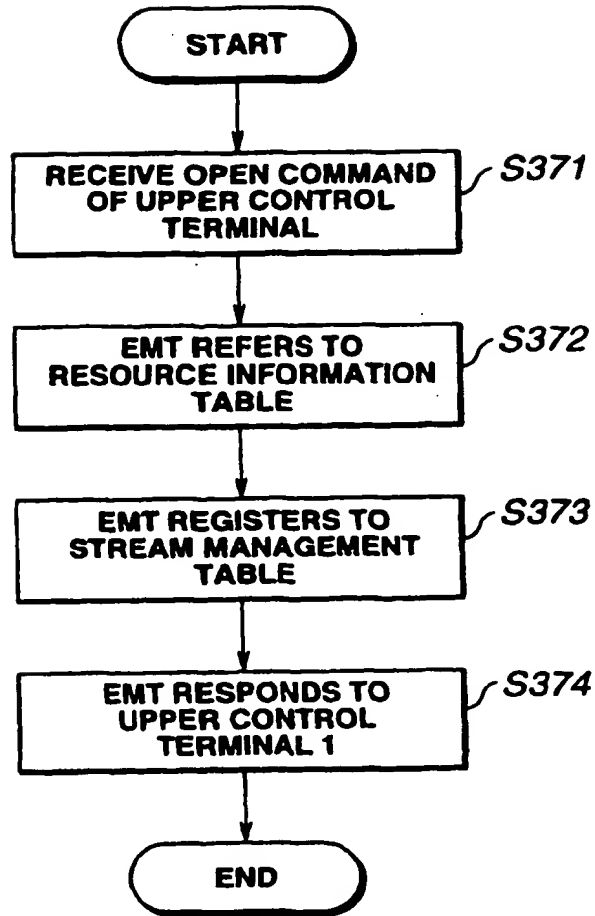 START
RECEIVE OPEN COMMAND
OF UPPER CONTROL
TERMINAL
S371
EMT REFERS TO
RESOURCE INFORMATION
TABLE
S372
EMT REGISTERS TO
STREAM MANAGEMENT
TABLE
S373
EMT RESPONDS TO
UPPER CONTROL
TERMINAL 1
S374
END